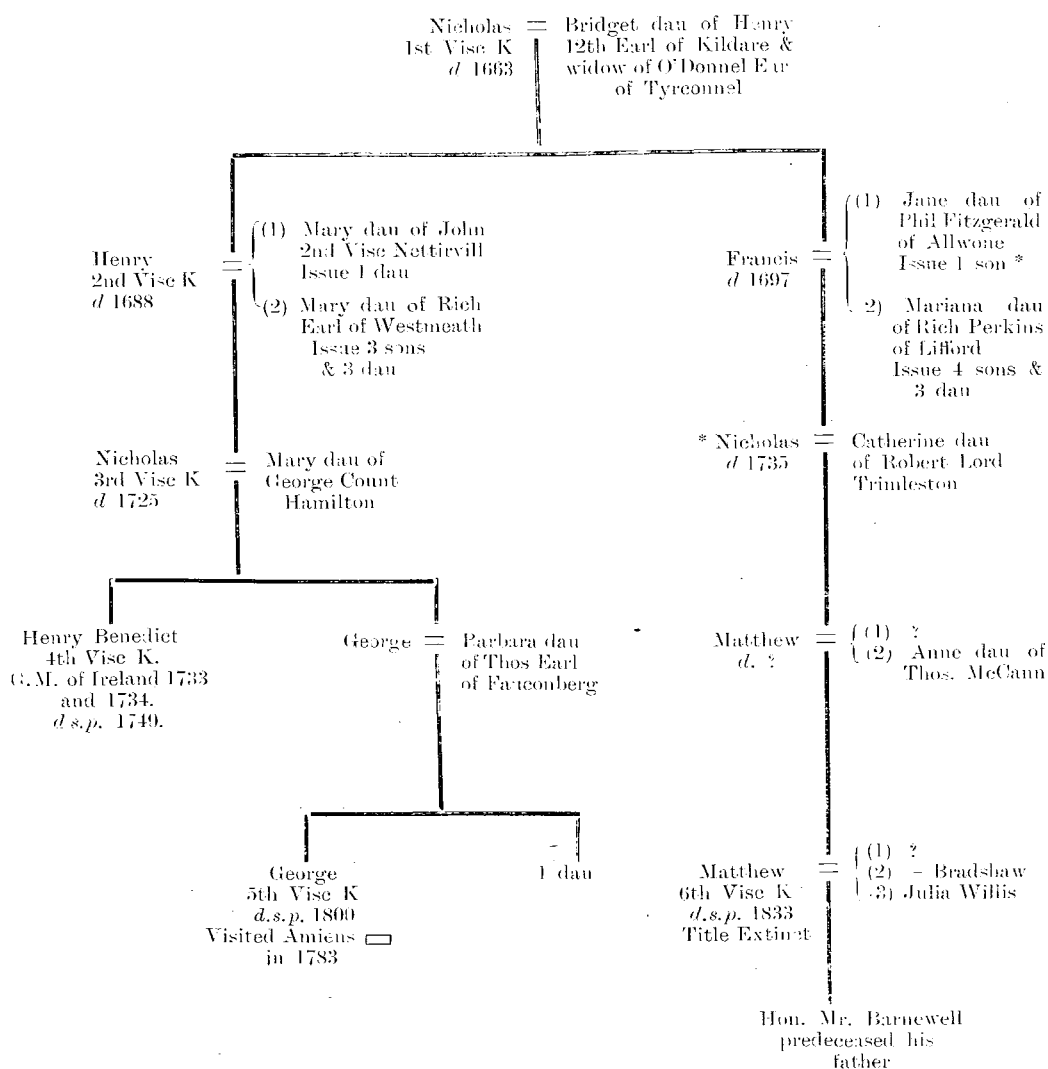 Nicholas
1st Visc K
d 1663
=
Bridget dau of Henry
12th Earl of Kildare &
widow of O'Donnel Ear
of Tyrconnel
Henry
2nd Visc K
d 1688
=
(1) Mary dau of John
2nd Visc Nettirvill
Issue 1 dau
(2) Mary dau of Rich
Earl of Westmeath
Issue 3 sons
& 3 dau
Francis
d 1697
=
(1) Jane dau of
Phil Fitzgerald
of Allwone
Issue 1 son *
2) Mariana dau
of Rich Perkins
of Lifford
Issue 4 sons &
3 dau
Nicholas
3rd Visc K
d 1725
=
Mary dau of
George Count
Hamilton
* Nicholas
d 1735
=
Catherine dau
of Robert Lord
Trimleston
Henry Benedict
4th Visc K.
G.M. of Ireland 1733
and 1734.
d s.p. 1749.
George
=
Barbara dau
of Thos Earl
of Fauconberg
Matthew
d. ?
=
(1) ?
(2) Anne dau of
Thos. McCann
George
5th Visc K
d.s.p. 1800
Visited Amiens
in 1783
1 dau
Matthew
6th Visc K
d.s.p. 1833
Title Extinct
=
(1) ?
(2) – Bradshaw
3) Julia Willis
Hon. Mr. Barnewell
predeceased his
father